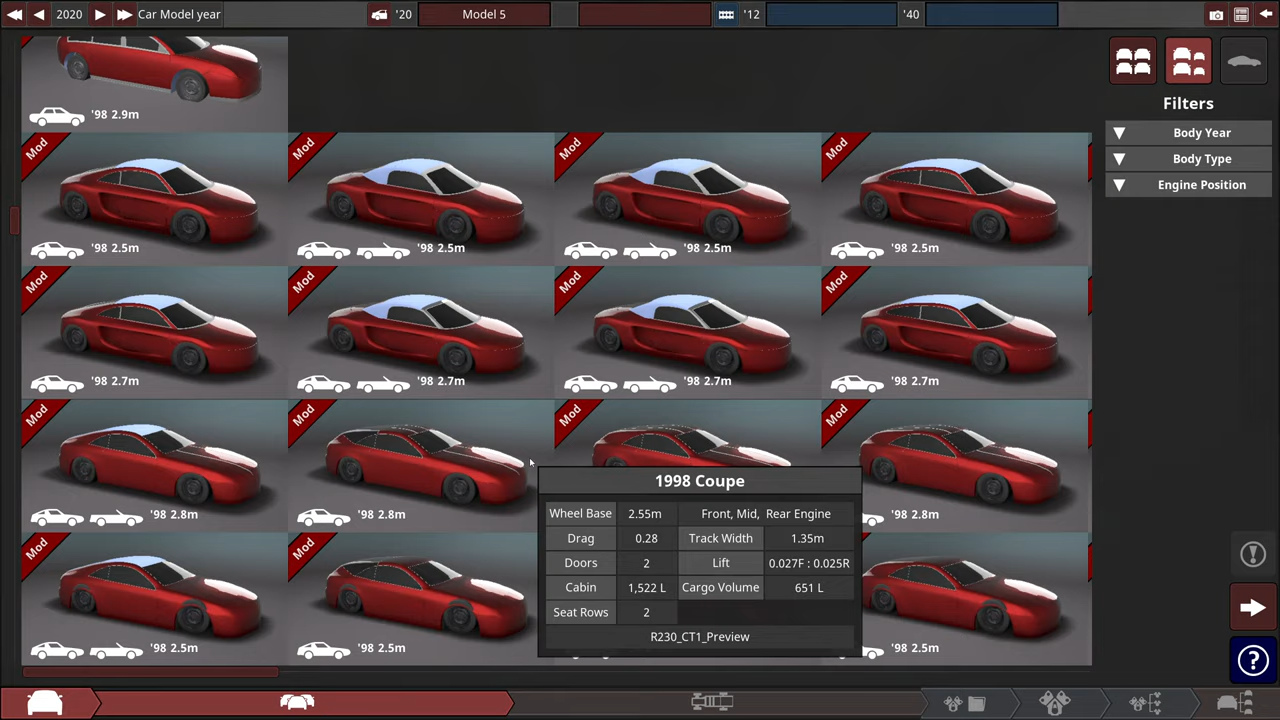 2020 Car Model year '20 Model 5 '12 '40
Filters
Body Year
Body Type
Engine Position
'98 2.9m
Mod Mod Mod Mod
'98 2.5m '98 2.5m '98 2.5m '98 2.5m
Mod Mod Mod Mod
'98 2.7m '98 2.7m '98 2.7m '98 2.7m
Mod Mod Mod Mod
'98 2.8m '98 2.8m '98 2.8m
Mod Mod Mod
'98 2.5m '98 2.5m '98 2.5m
1998 Coupe
Wheel Base 2.55m Front, Mid, Rear Engine
Drag 0.28 Track Width 1.35m
Doors 2 Lift 0.027F : 0.025R
Cabin 1,522 L Cargo Volume 651 L
Seat Rows 2
R230_CT1_Preview